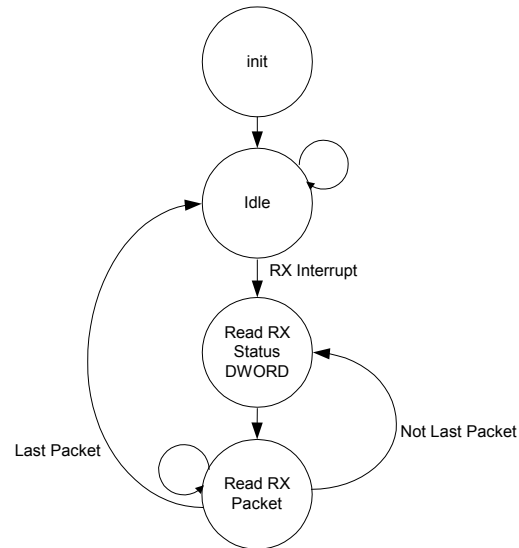 init
Idle
RX Interrupt
Read RX
Status
DWORD
Not Last Packet
Last Packet
Read RX
Packet